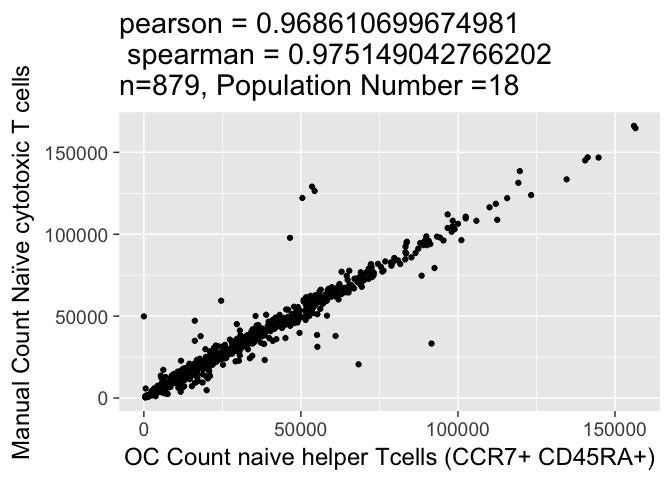 pearson = 0.968610699674981
spearman = 0.975149042766202
n=879, Population Number =18
Manual Count Naïve cytotoxic T cells
150000
100000
50000
0
0 50000 100000 150000
OC Count naive helper Tcells (CCR7+ CD45RA+)